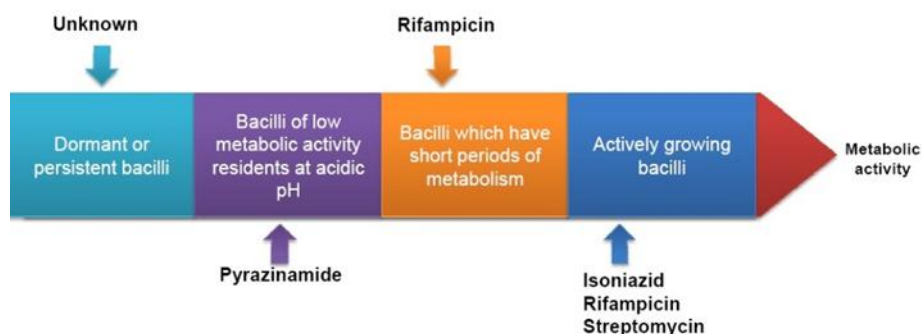 Unknown
Rifampicin
Dormant or
persistent bacilli
Bacilli of low
metabolic activity
residents at acidic
pH
Bacilli which have
short periods of
metabolism
Actively growing
bacilli
Metabolic
activity
Pyrazinamide
Isoniazid
Rifampicin
Streptomycin